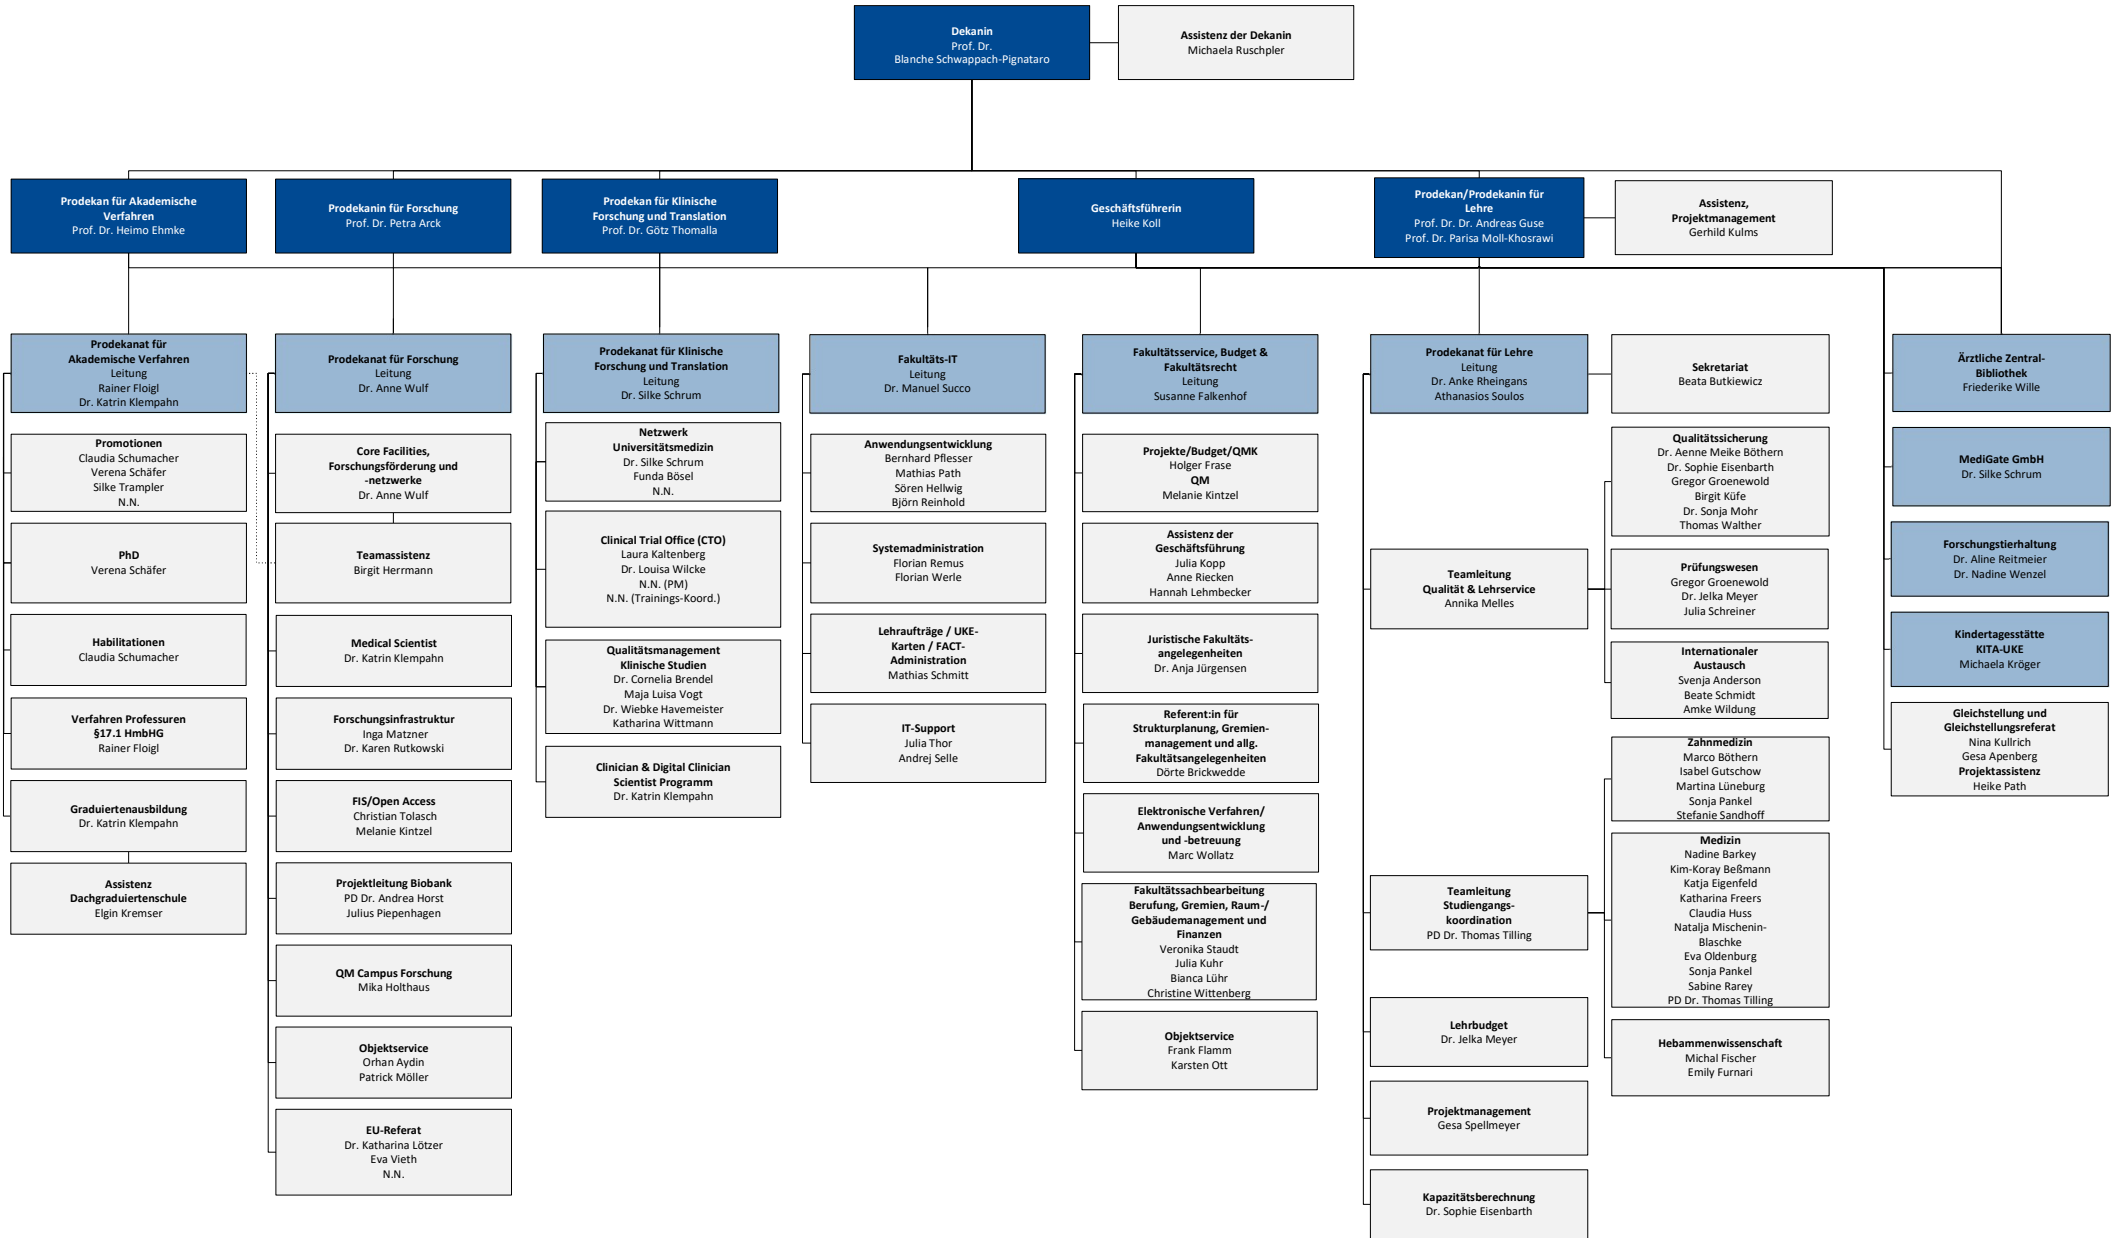 Dekanin
Prof. Dr.
Blanche Schwappach-Pignataro
Assistenz der Dekanin
Michaela Ruschpler
Prodekan für Akademische
Verfahren
Prof. Dr. Heimo Ehmke
Prodekanin für Forschung
Prof. Dr. Petra Arck
Prodekan für Klinische
Forschung und Translation
Prof. Dr. Götz Thomalla
Geschäftsführerin
Heike Koll
Prodekan/Prodekanin für
Lehre
Prof. Dr. Dr. Andreas Guse
Prof. Dr. Parisa Moll-Khosrawi
Assistenz,
Projektmanagement
Gerhild Kulms
Prodekanat für
Akademische Verfahren
Leitung
Rainer Floigl
Dr. Katrin Klempahn
Promotionen
Claudia Schumacher
Verena Schäfer
Silke Trampler
N.N.
PhD
Verena Schäfer
Habilitationen
Claudia Schumacher
Verfahren Professuren
§17.1 HmbHG
Rainer Floigl
Graduiertenausbildung
Dr. Katrin Klempahn
Assistenz
Dachgraduiertenschule
Elgin Kremser
Prodekanat für Forschung
Leitung
Dr. Anne Wulf
Core Facilities,
Forschungsförderung und
-netzwerke
Dr. Anne Wulf
Teamassistenz
Birgit Herrmann
Medical Scientist
Dr. Katrin Klempahn
Forschungsinfrastruktur
Inga Matzner
Dr. Karen Rutkowski
FIS/Open Access
Christian Tolasch
Melanie Kintzel
Projektleitung Biobank
PD Dr. Andrea Horst
Julius Piepenhagen
QM Campus Forschung
Mika Holthaus
Objektservice
Orhan Aydin
Patrick Möller
EU-Referat
Dr. Katharina Lötzer
Eva Vieth
N.N.
Prodekanat für Klinische
Forschung und Translation
Leitung
Dr. Silke Schrum
Netzwerk
Universitätsmedizin
Dr. Silke Schrum
Funda Bösel
N.N.
Clinical Trial Office (CTO)
Laura Kaltenberg
Dr. Louisa Wilcke
N.N. (PM)
N.N. (Trainings-Koord.)
Qualitätsmanagement
Klinische Studien
Dr. Cornelia Brendel
Maja Luisa Vogt
Dr. Wiebke Havemeister
Katharina Wittmann
Clinician & Digital Clinician
Scientist Programm
Dr. Katrin Klempahn
Fakultäts-IT
Leitung
Dr. Manuel Succo
Anwendungsentwicklung
Bernhard Pflesser
Mathias Path
Sören Hellwig
Björn Reinhold
Systemadministration
Florian Remus
Florian Werle
Lehraufträge / UKE-
Karten / FACT-
Administration
Mathias Schmitt
IT-Support
Julia Thor
Andrej Selle
Fakultätsservice, Budget &
Fakultätsrecht
Leitung
Susanne Falkenhof
Projekte/Budget/QMK
Holger Frase
QM
Melanie Kintzel
Assistenz der
Geschäftsführung
Julia Kopp
Anne Riecken
Hannah Lehmbecker
Juristische Fakultäts-
angelegenheiten
Dr. Anja Jürgensen
Referent:in für
Strukturplanung, Gremien-
management und allg.
Fakultätsangelegenheiten
Dörte Brickwedde
Elektronische Verfahren/
Anwendungsentwicklung
und -betreuung
Marc Wollatz
Fakultätssachbearbeitung
Berufung, Gremien, Raum-/
Gebäudemanagement und
Finanzen
Veronika Staudt
Julia Kuhr
Bianca Lühr
Christine Wittenberg
Objektservice
Frank Flamm
Karsten Ott
Prodekanat für Lehre
Leitung
Dr. Anke Rheingans
Athanasios Soulos
Teamleitung
Qualität & Lehrservice
Annika Melles
Teamleitung
Studiengangs-
koordination
PD Dr. Thomas Tilling
Lehrbudget
Dr. Jelka Meyer
Projektmanagement
Gesa Spellmeyer
Kapazitätsberechnung
Dr. Sophie Eisenbarth
Sekretariat
Beata Butkiewicz
Qualitätssicherung
Dr. Aenne Meike Böthern
Dr. Sophie Eisenbarth
Gregor Groenewold
Birgit Küfe
Dr. Sonja Mohr
Thomas Walther
Prüfungswesen
Gregor Groenewold
Dr. Jelka Meyer
Julia Schreiner
Internationaler
Austausch
Svenja Anderson
Beate Schmidt
Amke Wildung
Zahnmedizin
Marco Böthern
Isabel Gutschow
Martina Lüneburg
Sonja Pankel
Stefanie Sandhoff
Medizin
Nadine Barkey
Kim-Koray Beßmann
Katja Eigenfeld
Katharina Freers
Claudia Huss
Natalja Mischenin-
Blaschke
Eva Oldenburg
Sonja Pankel
Sabine Rarey
PD Dr. Thomas Tilling
Hebammenwissenschaft
Michal Fischer
Emily Furnari
Ärztliche Zentral-
Bibliothek
Friederike Wille
MediGate GmbH
Dr. Silke Schrum
Forschungstierhaltung
Dr. Aline Reitmeier
Dr. Nadine Wenzel
Kindertagesstätte
KITA-UKE
Michaela Kröger
Gleichstellung und
Gleichstellungsreferat
Nina Kullrich
Gesa Apenberg
Projektassistenz
Heike Path